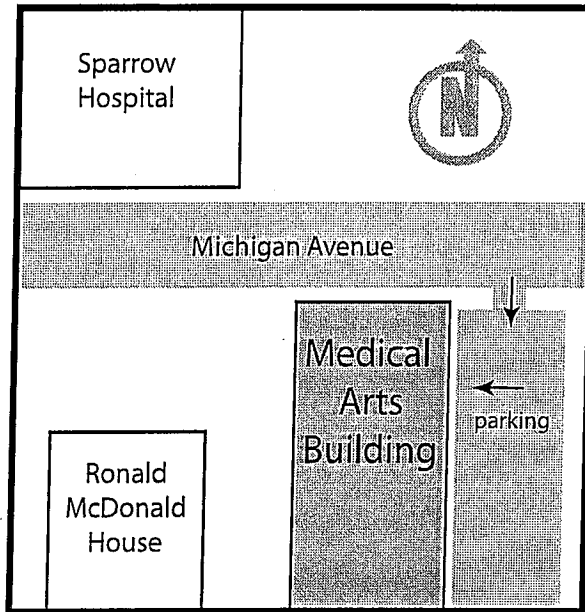 Sparrow
Hospital
N
Michigan Avenue
Medical
Arts
Building
parking
Ronald
McDonald
House